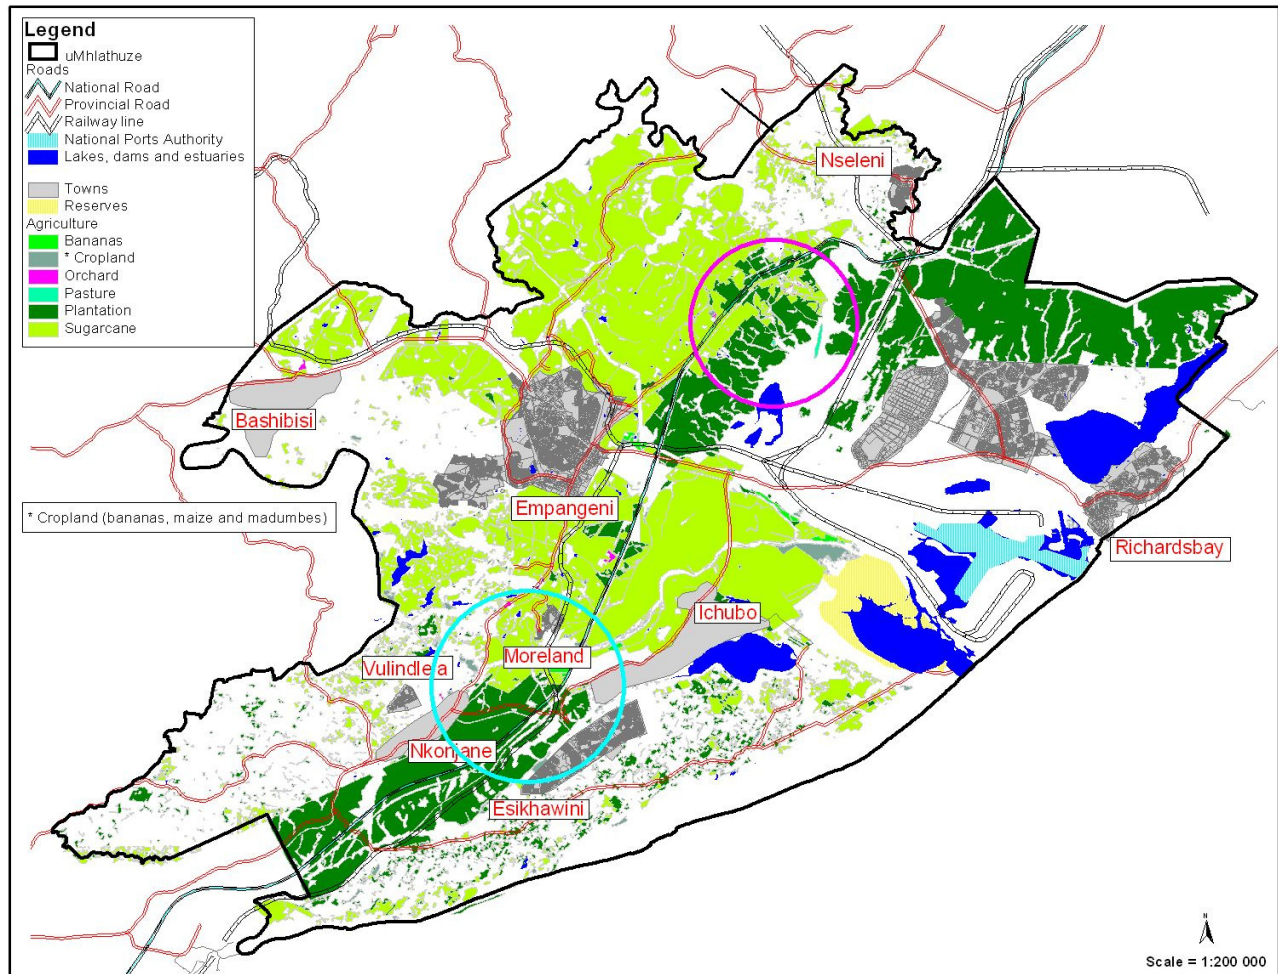 Legend
uMhlathuze
Roads
National Road
Provincial Road
Railway line
National Ports Authority
Lakes, dams and estuaries
Towns
Reserves
Agriculture
Bananas
* Cropland
Orchard
Pasture
Plantation
Sugarcane
Nseleni
Bashibisi
* Cropland (bananas, maize and madumbes)
Empangeni
Richardsbay
Ichubo
Moreland
Vulindlela
Nkonjane
Esikhawini
N
Scale = 1:200 000